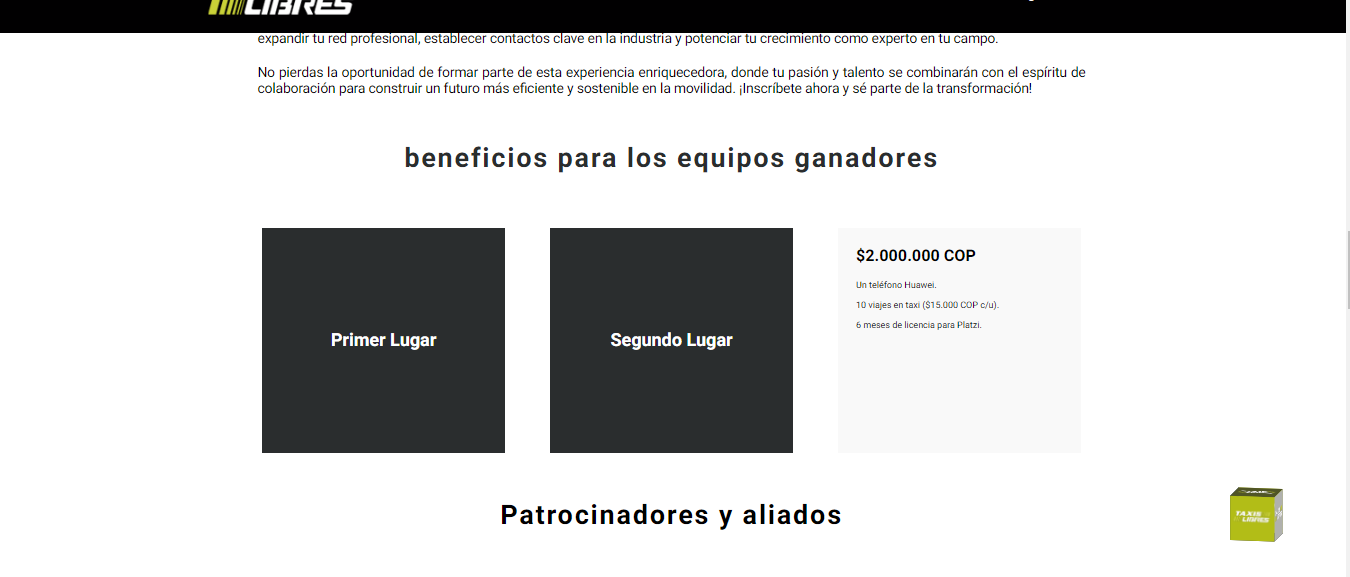 LIBRES
expandir tu red profesional, establecer contactos clave en la industria y potenciar tu crecimiento como experto en tu campo.
No pierdas la oportunidad de formar parte de esta experiencia enriquecedora, donde tu pasión y talento se combinarán con el espíritu de
colaboración para construir un futuro más eficiente y sostenible en la movilidad. ¡Inscríbete ahora y sé parte de la transformación!
beneficios para los equipos ganadores
Primer Lugar
Segundo Lugar
$2.000.000 COP
Un teléfono Huawei.
10 viajes en taxi ($15.000 COP c/u).
6 meses de licencia para Platzi.
Patrocinadores y aliados
TAXIS
LIBRES